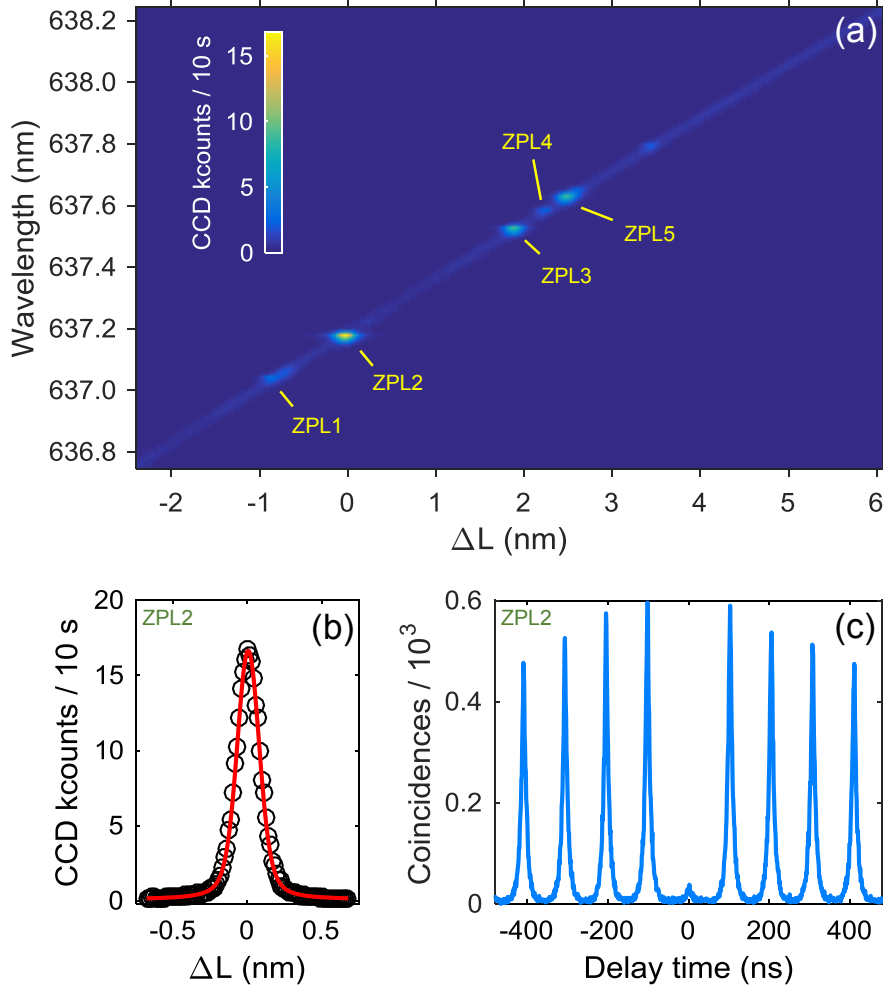 (a)
638.2
638.0
637.8
637.6
637.4
637.2
637.0
636.8
Wavelength (nm)
CCD kcounts / 10 s
15
10
5
0
ZPL4
ZPL5
ZPL3
ZPL2
ZPL1
-2 -1 0 1 2 3 4 5 6
ΔL (nm)
ZPL2
(b)
20
15
10
5
0
CCD kcounts / 10 s
-0.5 0 0.5
ΔL (nm)
ZPL2
(c)
0.6
0.4
0.2
0
Coincidences / 10³
-400 -200 0 200 400
Delay time (ns)